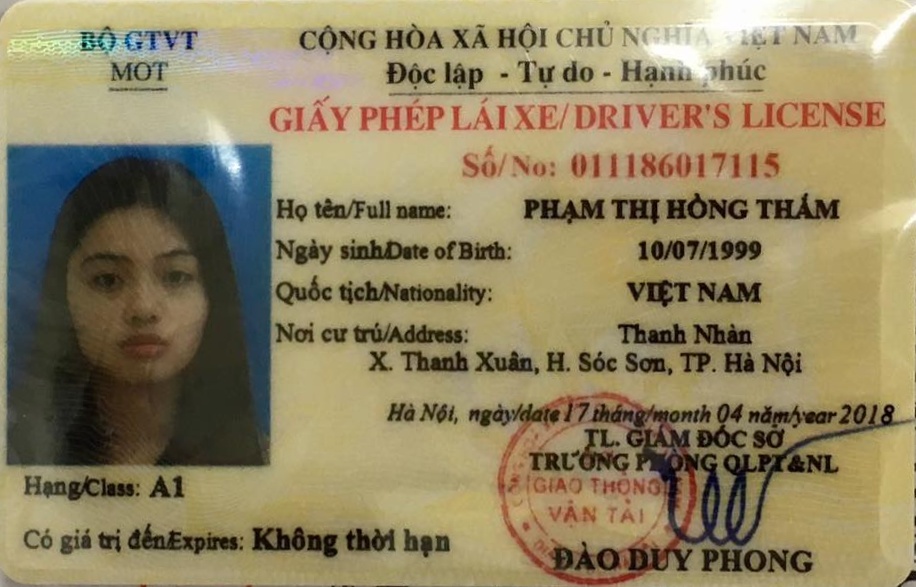 BỘ GTVT
MOT
CỘNG HÒA XÃ HỘI CHỦ NGHĨA VIỆT NAM
Độc lập - Tự do - Hạnh phúc
GIẤY PHÉP LÁI XE/DRIVER'S LICENSE
Số/No: 011186017115
Họ tên/Full name: PHẠM THỊ HỒNG THẮM
Ngày sinh/Date of Birth: 10/07/1999
Quốc tịch/Nationality: VIỆT NAM
Nơi cư trú/Address: Thanh Nhàn
X. Thanh Xuân, H. Sóc Sơn, TP. Hà Nội
Hà Nội, ngày/date 17 tháng/month 04 năm/year 2018
TL. GIÁM ĐỐC SỞ
TRƯỞNG PHÒNG QLPT&NL
GIAO THÔNG
VẬN TẢI
Hạng/Class: A1
Có giá trị đến/Expires: Không thời hạn
ĐÀO DUY PHONG